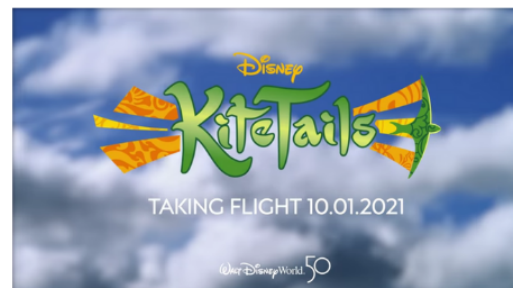 Disney
KiteTails
TAKING FLIGHT 10.01.2021
Walt Disney World. 50